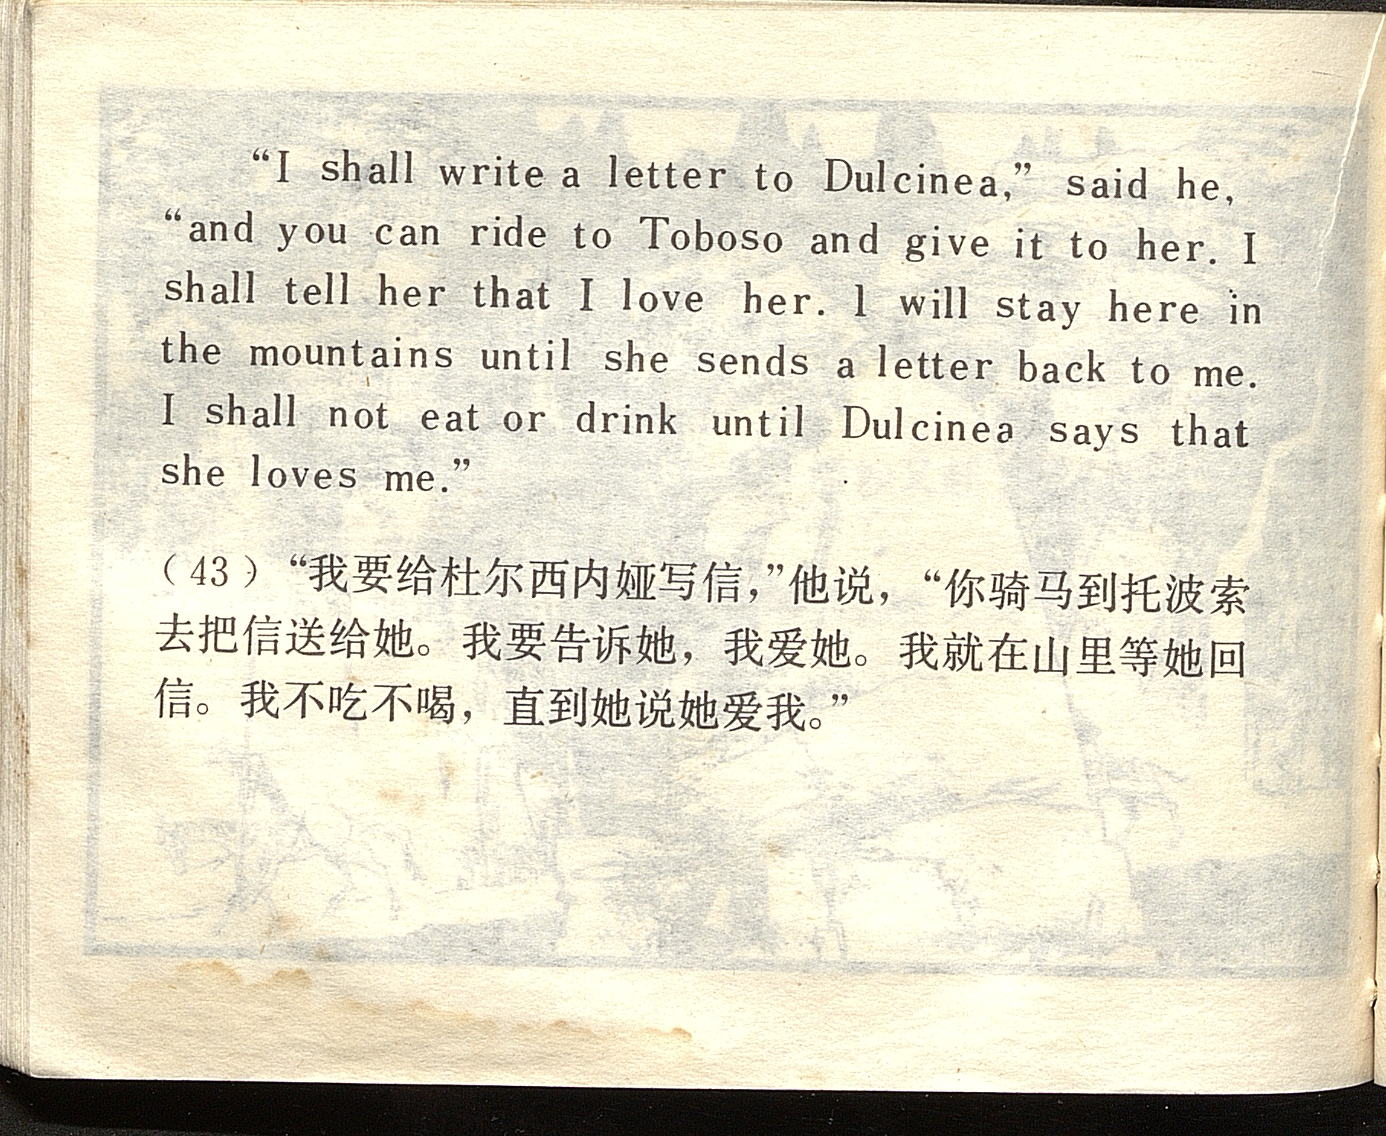 “I shall write a letter to Dulcinea,” said he,
“and you can ride to Toboso and give it to her. I
shall tell her that I love her. I will stay here in
the mountains until she sends a letter back to me.
I shall not eat or drink until Dulcinea says that
she loves me.”
（43）“我要给杜尔西内娅写信，”他说，“你骑马到托波索
去把信送给她。我要告诉她，我爱她。我就在山里等她回
信。我不吃不喝，直到她说她爱我。”